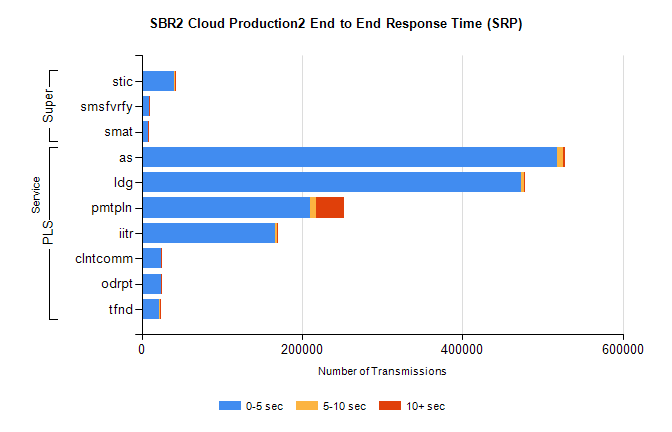 SBR2 Cloud Production2 End to End Response Time (SRP)
Service
Super
stic
smsfvrfy
smat
PLS
as
ldg
pmtpln
iitr
clntcomm
odrpt
tfnd
0
200000
400000
600000
Number of Transmissions
0-5 sec
5-10 sec
10+ sec